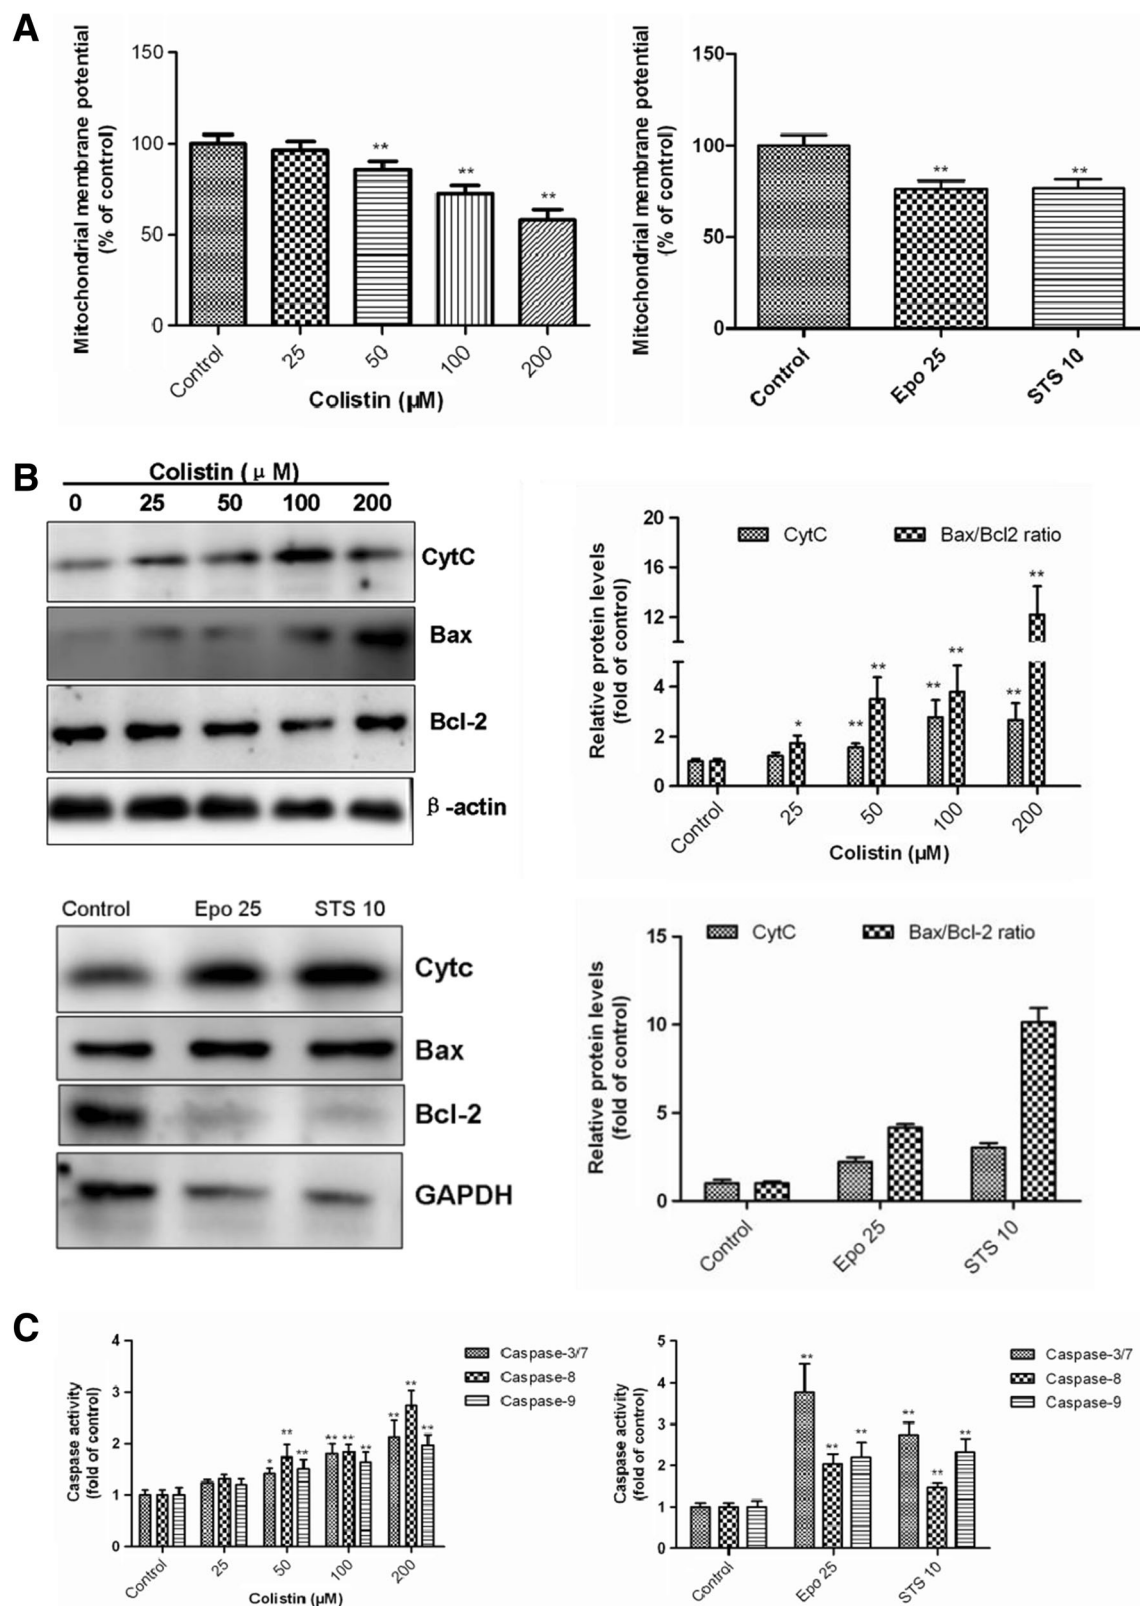 A
Mitochondrial membrane potential
(% of control)
150
100
50
0
** ** **
Control 25 50 100 200
Colistin (µM)
Mitochondrial membrane potential
(% of control)
150
100
50
0
** **
Control Epo 25 STS 10
B
Colistin ( μ M)
0 25 50 100 200
CytC
Bax
Bcl-2
β -actin
Relative protein levels
(fold of control)
CytC Bax/Bcl2 ratio
20
16
12
4
2
0
* ** ** ** ** ** **
Control 25 50 100 200
Colistin (µM)
Control Epo 25 STS 10
Cytc
Bax
Bcl-2
GAPDH
Relative protein levels
(fold of control)
CytC Bax/Bcl-2 ratio
15
10
5
0
Control Epo 25 STS 10
C
Caspase activity
(fold of control)
4
3
2
1
0
* ** ** ** ** ** ** ** **
Caspase-3/7
Caspase-8
Caspase-9
Control 25 50 100 200
Colistin (µM)
Caspase activity
(fold of control)
5
4
3
2
1
0
** ** ** ** ** **
Caspase-3/7
Caspase-8
Caspase-9
Control Epo 25 STS 10